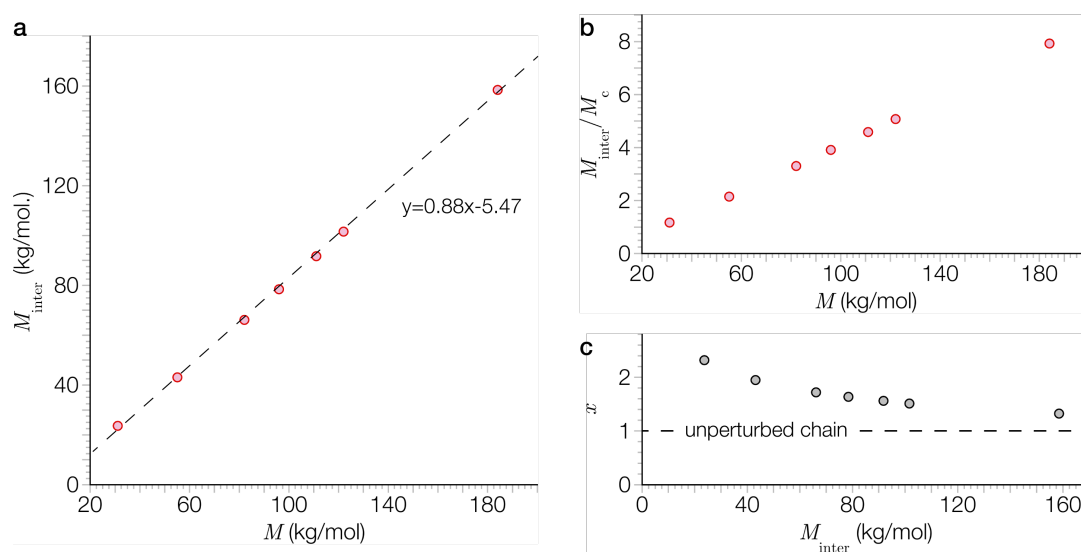 a
160
120
80
40
0
M_inter (kg/mol.)
y=0.88x-5.47
20 60 100 140 180
M (kg/mol)
b
8
6
4
2
0
M_inter/M_c
20 60 100 140 180
M (kg/mol)
c
2
1
0
x
unperturbed chain
0 40 80 120 160
M_inter (kg/mol)